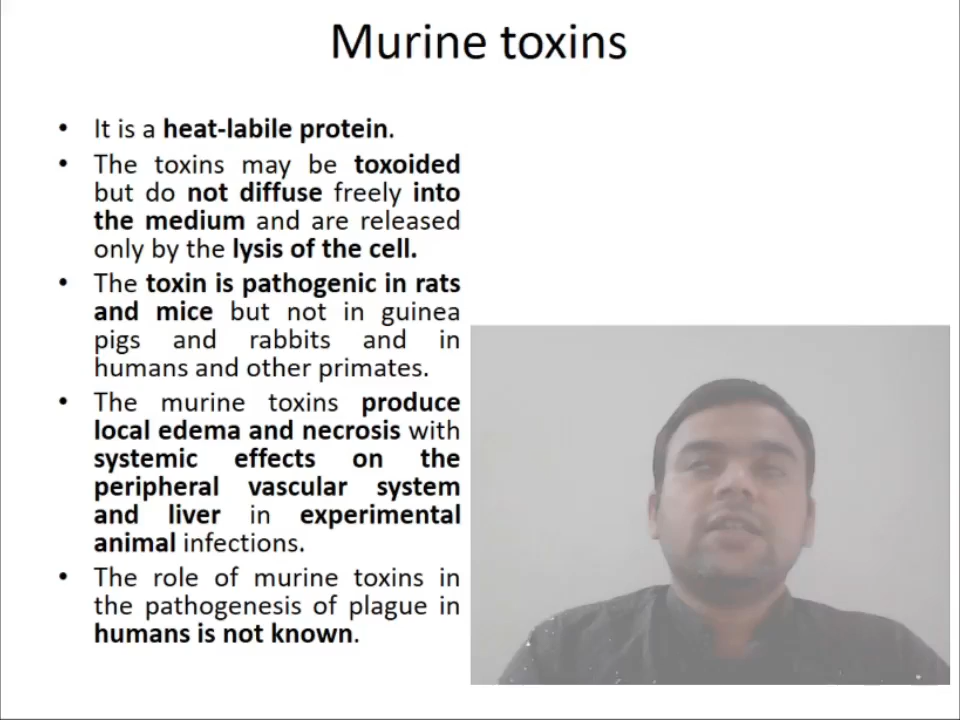 Murine toxins
• It is a heat-labile protein.
• The toxins may be toxoided
but do not diffuse freely into
the medium and are released
only by the lysis of the cell.
• The toxin is pathogenic in rats
and mice but not in guinea
pigs and rabbits and in
humans and other primates.
• The murine toxins produce
local edema and necrosis with
systemic effects on the
peripheral vascular system
and liver in experimental
animal infections.
• The role of murine toxins in
the pathogenesis of plague in
humans is not known.